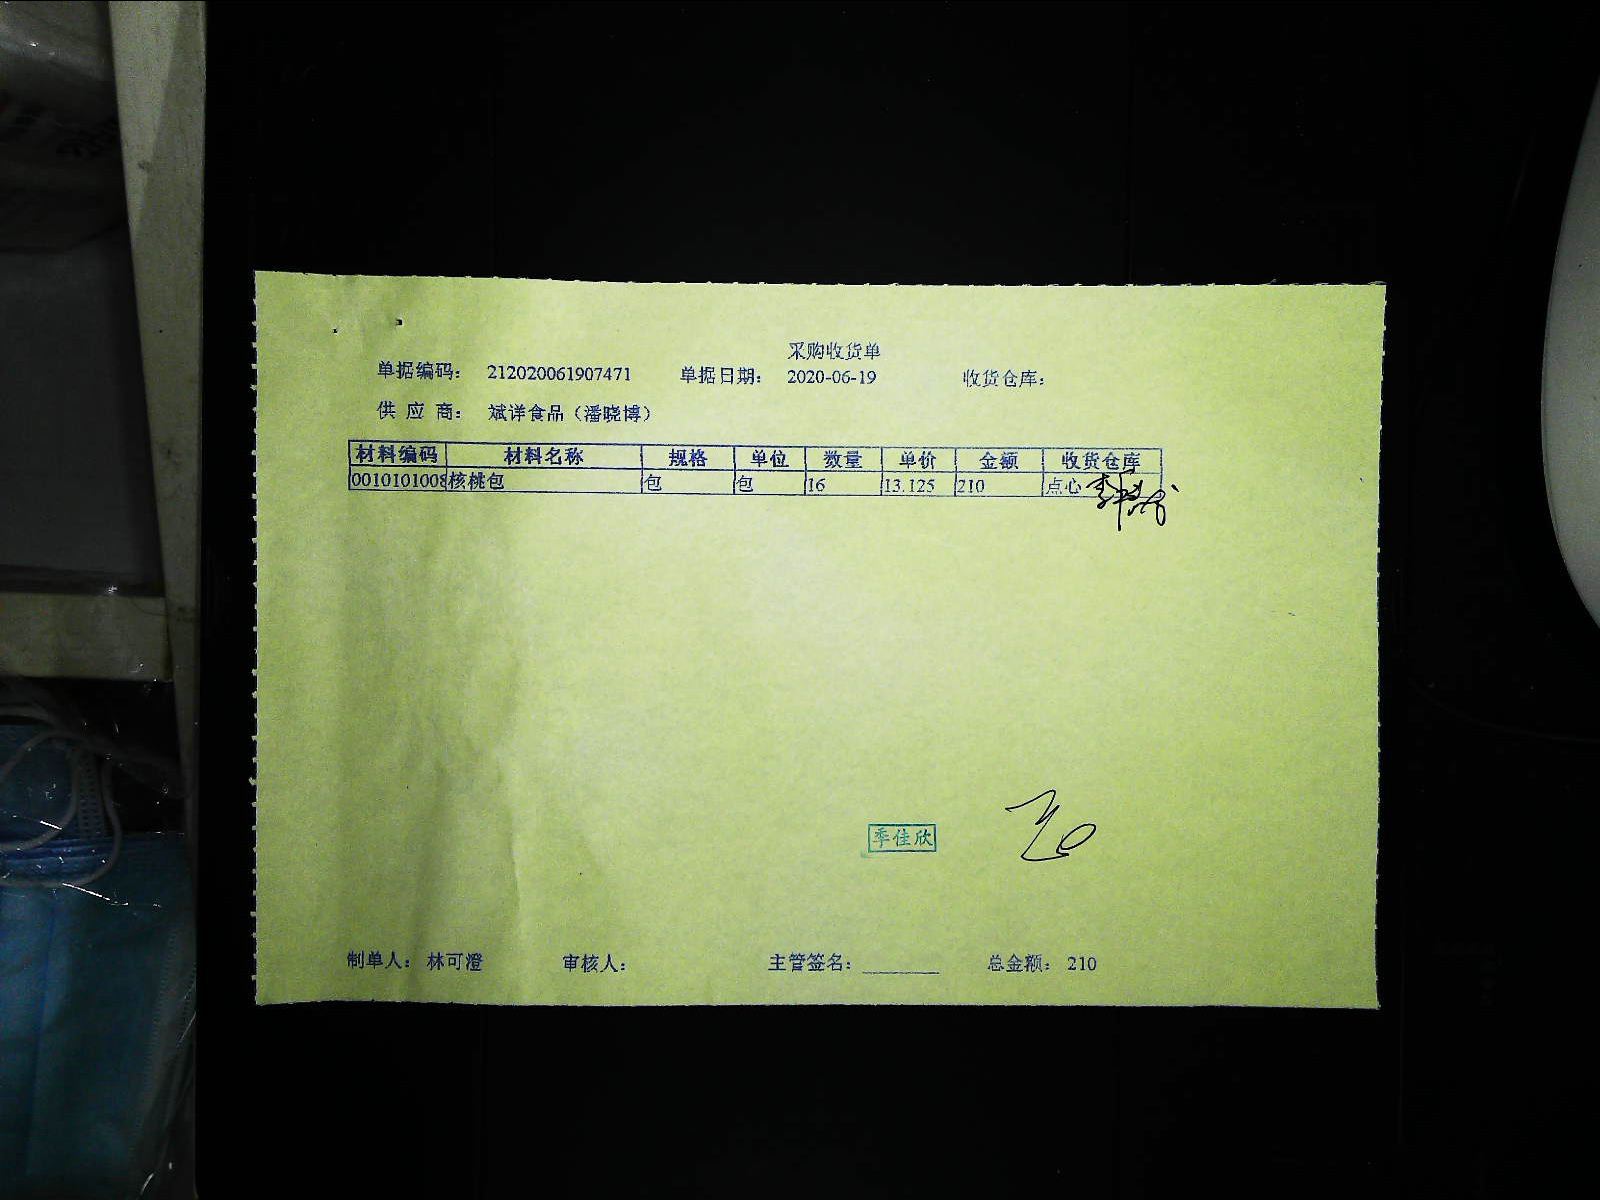 采购收货单
单据编码： 212020061907471 单据日期： 2020-06-19 收货仓库：
供 应 商： 斌详食品（潘晓博）
材料编码 材料名称 规格 单位 数量 单价 金额 收货仓库
0010101008 核桃包 包 包 16 13.125 210 点心
季佳欣
制单人： 林可澄 审核人： 主管签名：________ 总金额： 210